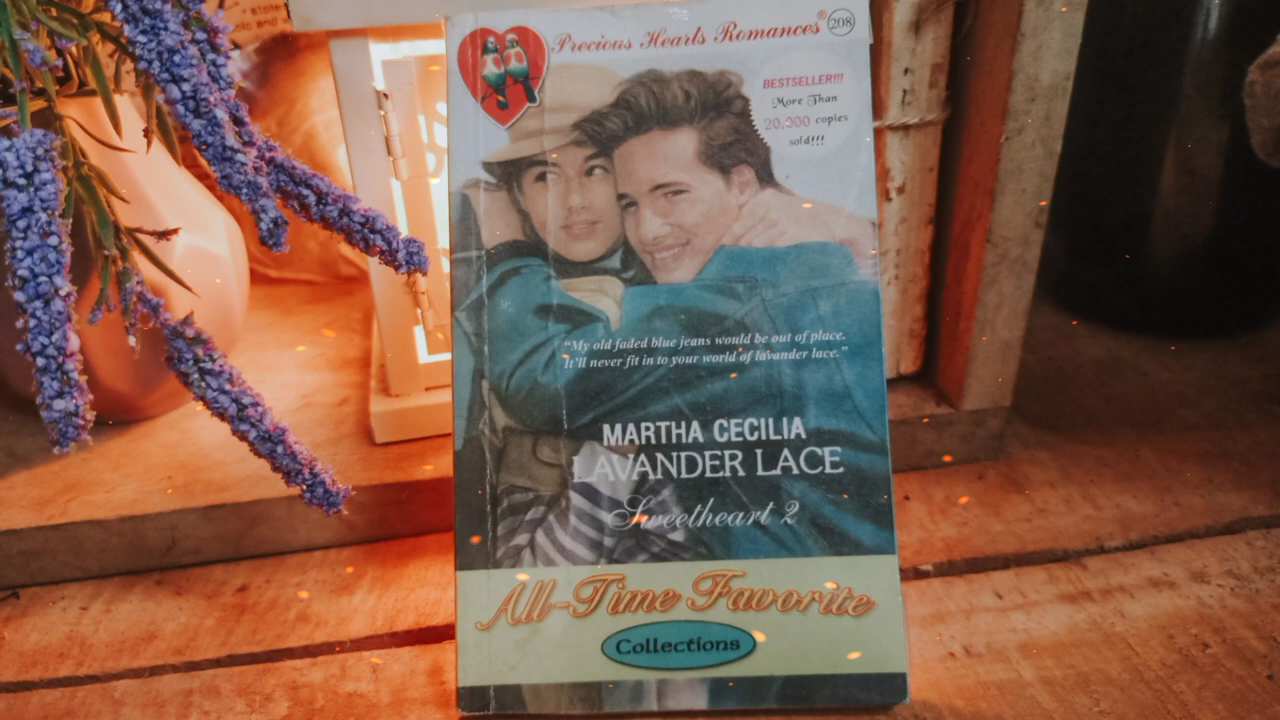 Precious Hearts Romances®
208
BESTSELLER!!!
More Than
20,000 copies
sold!!!
"My old faded blue jeans would be out of place.
It'll never fit in to your world of lavander lace."
MARTHA CECILIA
LAVANDER LACE
Sweetheart 2
All-Time Favorite
Collections